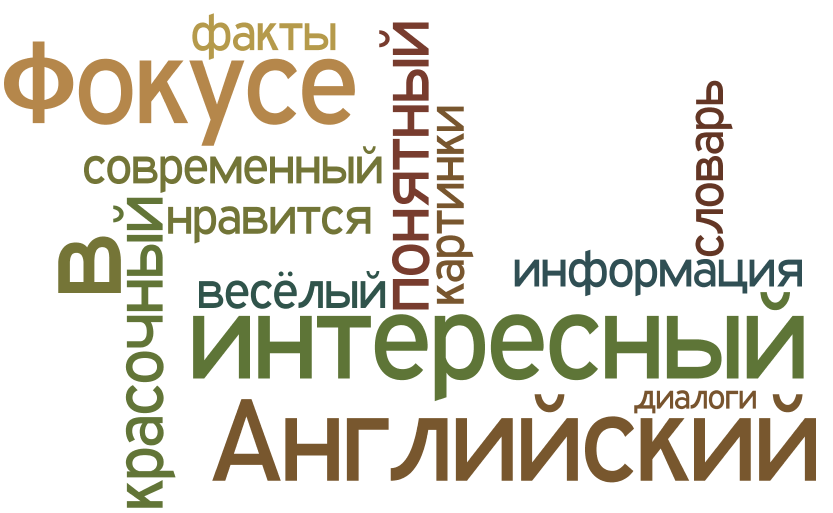 факты
Фокусе
понятный
картинки
словарь
современный
нравится
В
красочный
весёлый
информация
интересный
диалоги
Английский